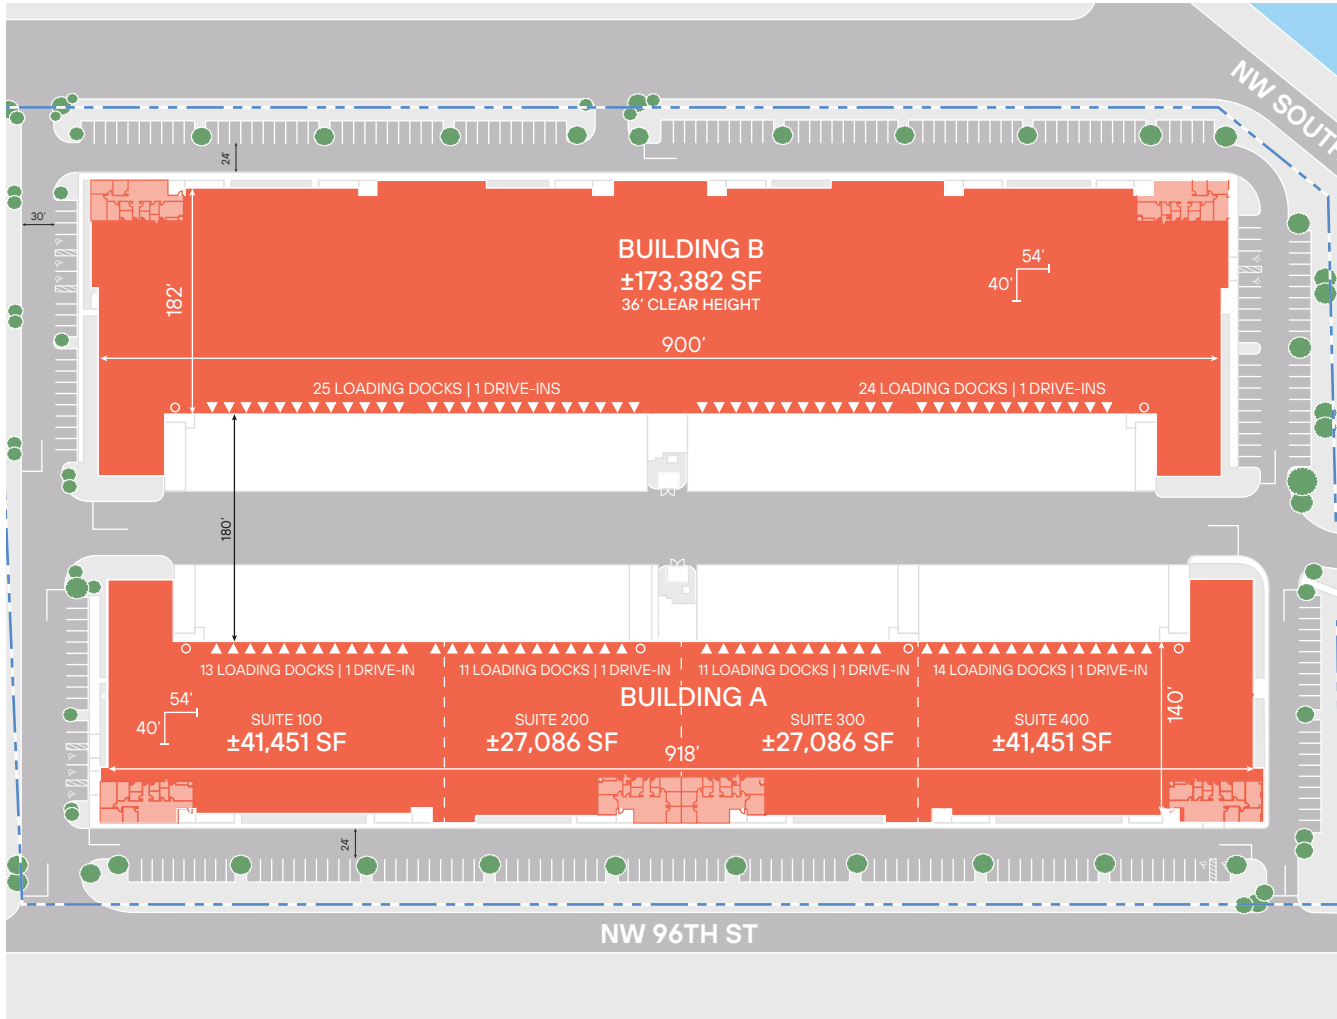 NW SOUTH
24'
30'
BUILDING B
±173,382 SF
36' CLEAR HEIGHT
54'
40'
182'
900'
25 LOADING DOCKS | 1 DRIVE-INS
24 LOADING DOCKS | 1 DRIVE-INS
180'
13 LOADING DOCKS | 1 DRIVE-IN
11 LOADING DOCKS | 1 DRIVE-IN
11 LOADING DOCKS | 1 DRIVE-IN
14 LOADING DOCKS | 1 DRIVE-IN
BUILDING A
54'
40'
140'
SUITE 100
±41,451 SF
SUITE 200
±27,086 SF
SUITE 300
±27,086 SF
SUITE 400
±41,451 SF
918'
24'
NW 96TH ST